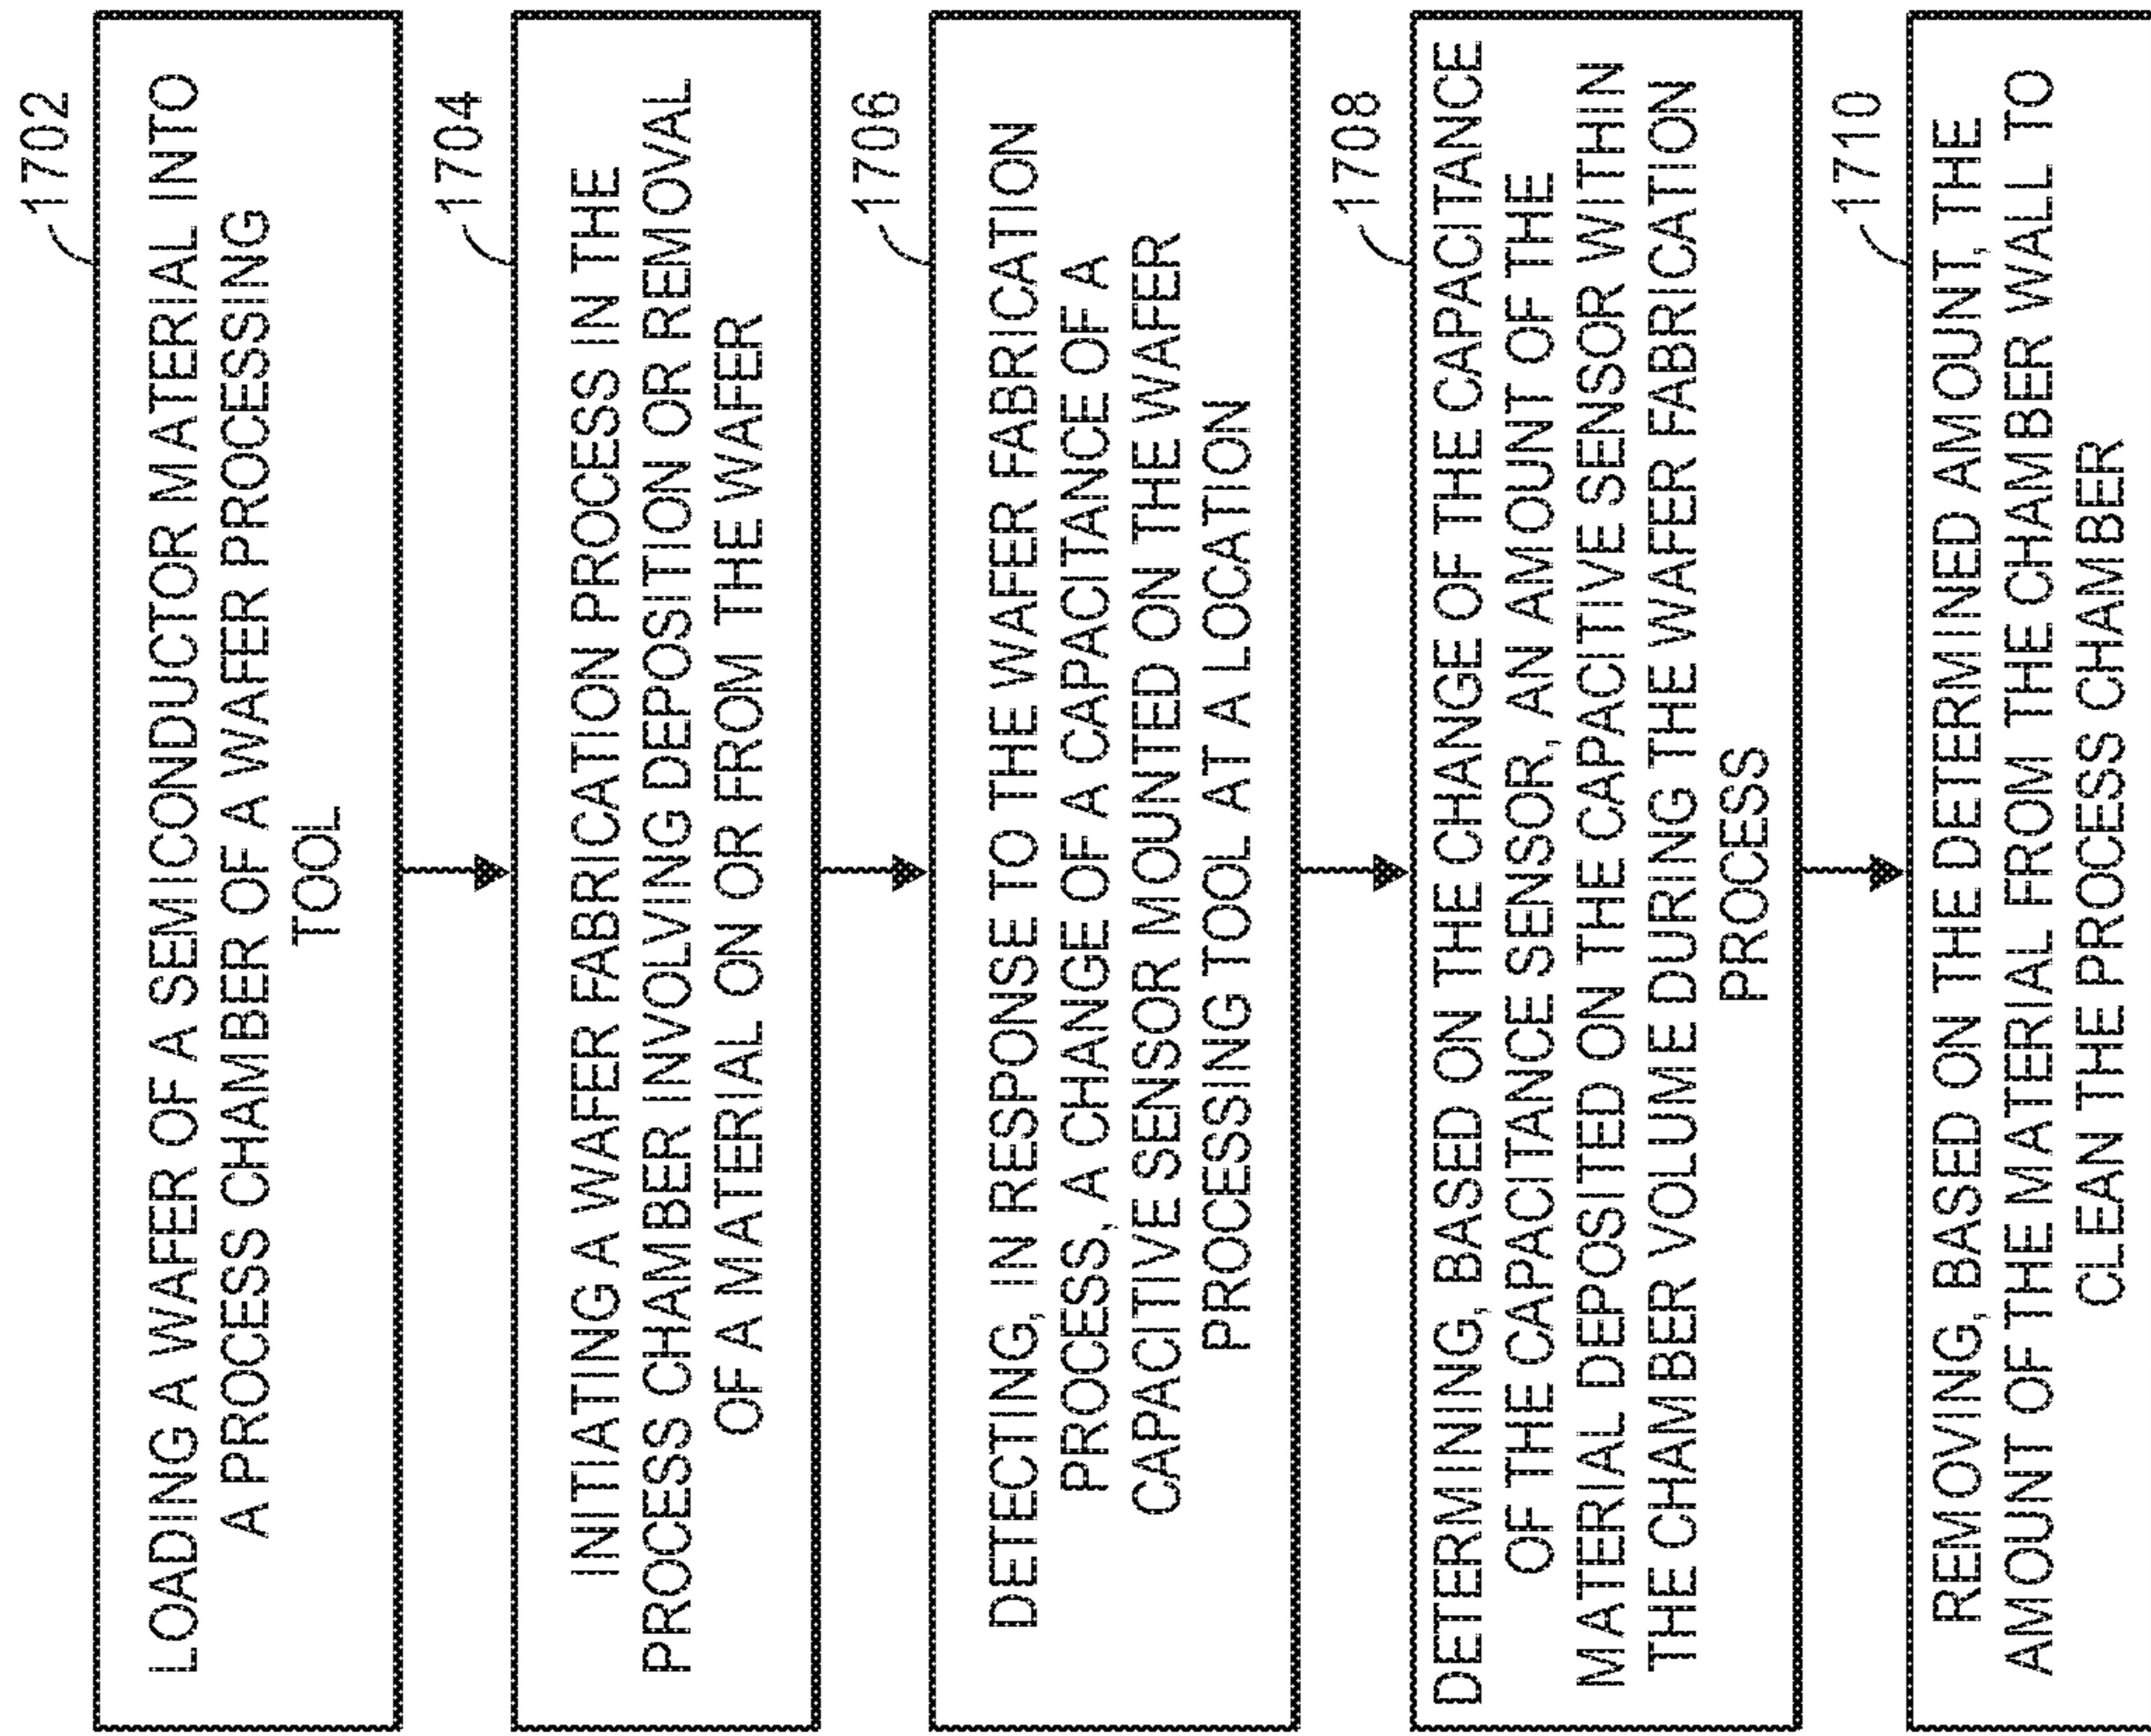 1702
LOADING A WAFER OF A SEMICONDUCTOR MATERIAL INTO
A PROCESS CHAMBER OF A WAFER PROCESSING
TOOL
1704
INITIATING A WAFER FABRICATION PROCESS IN THE
PROCESS CHAMBER INVOLVING DEPOSITION OR REMOVAL
OF A MATERIAL ON OR FROM THE WAFER
1706
DETECTING, IN RESPONSE TO THE WAFER FABRICATION
PROCESS, A CHANGE OF A CAPACITANCE OF A
CAPACITIVE SENSOR MOUNTED ON THE WAFER
PROCESSING TOOL AT A LOCATION
1708
DETERMINING, BASED ON THE CHANGE OF THE CAPACITANCE
OF THE CAPACITANCE SENSOR, AN AMOUNT OF THE
MATERIAL DEPOSITED ON THE CAPACITIVE SENSOR WITHIN
THE CHAMBER VOLUME DURING THE WAFER FABRICATION
PROCESS
1710
REMOVING, BASED ON THE DETERMINED AMOUNT, THE
AMOUNT OF THE MATERIAL FROM THE CHAMBER WALL TO
CLEAN THE PROCESS CHAMBER